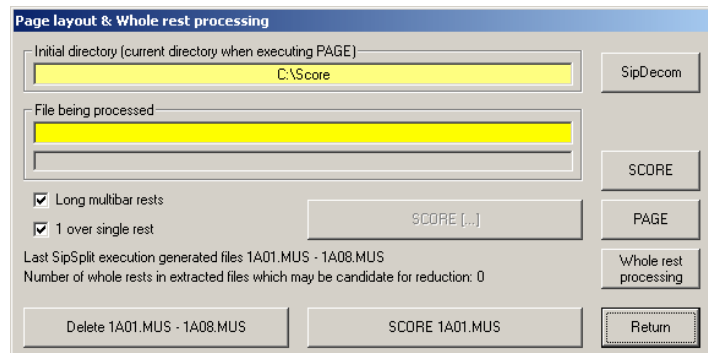 Page layout & Whole rest processing
Initial directory (current directory when executing PAGE)
C:\Score
SipDecom
File being processed
SCORE
Long multibar rests
1 over single rest
SCORE [...]
PAGE
Last SipSplit execution generated files 1A01.MUS - 1A08.MUS
Number of whole rests in extracted files which may be candidate for reduction: 0
Whole rest
processing
Delete 1A01.MUS - 1A08.MUS
SCORE 1A01.MUS
Return